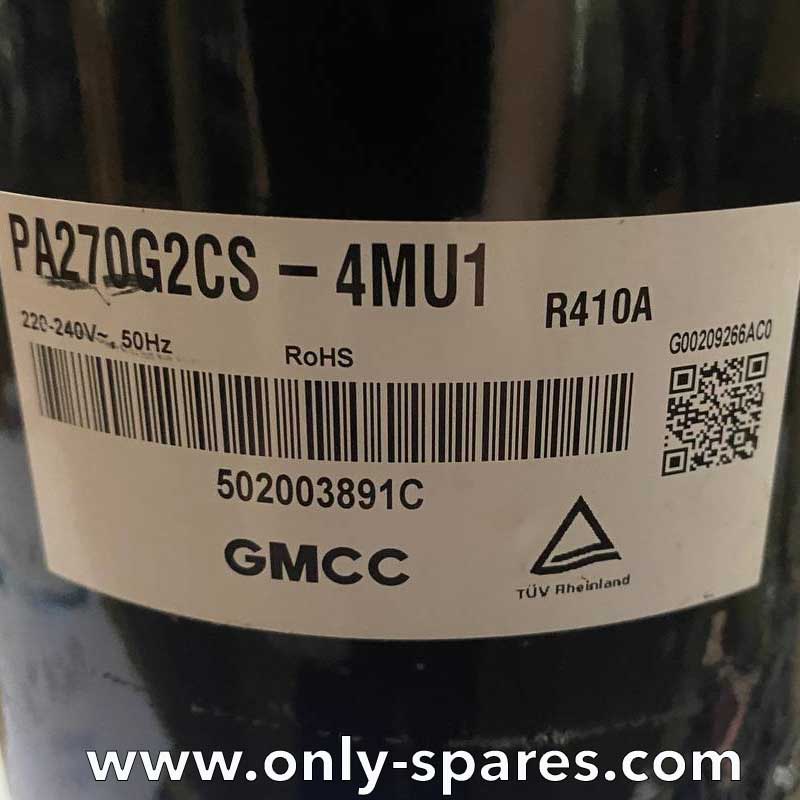 PA270G2CS - 4MU1
R410A
220-240V~ 50Hz
RoHS
G00209266AC0
502003891C
GMCC
TÜV Rheinland
www.only-spares.com